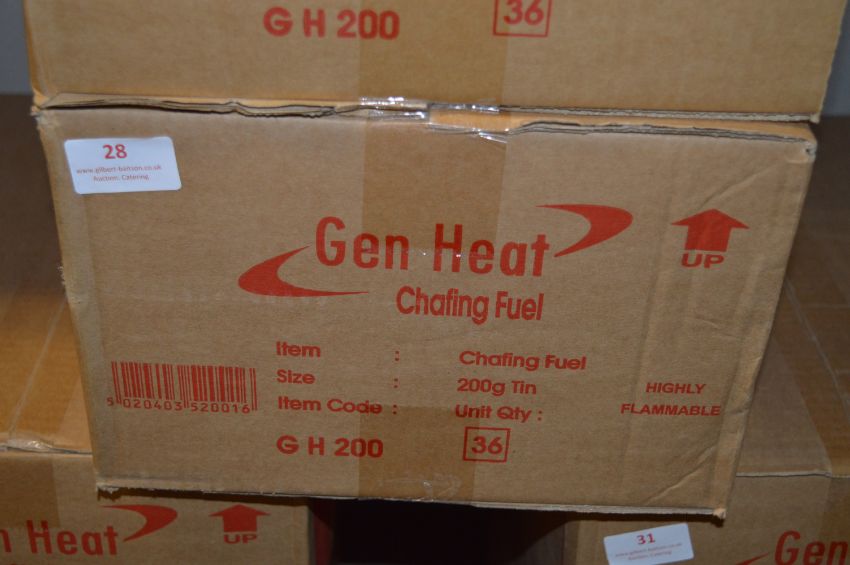 G H 200
36
28
www.gilbert-baitson.co.uk
Auction: Catering
Gen Heat
Chafing Fuel
UP
Item : Chafing Fuel
Size : 200g Tin
Item Code : Unit Qty :
G H 200 36
5 020403 520016
HIGHLY
FLAMMABLE
n Heat
UP
31
www.gilbert-baitson.co.uk
Auction: Catering
Gen